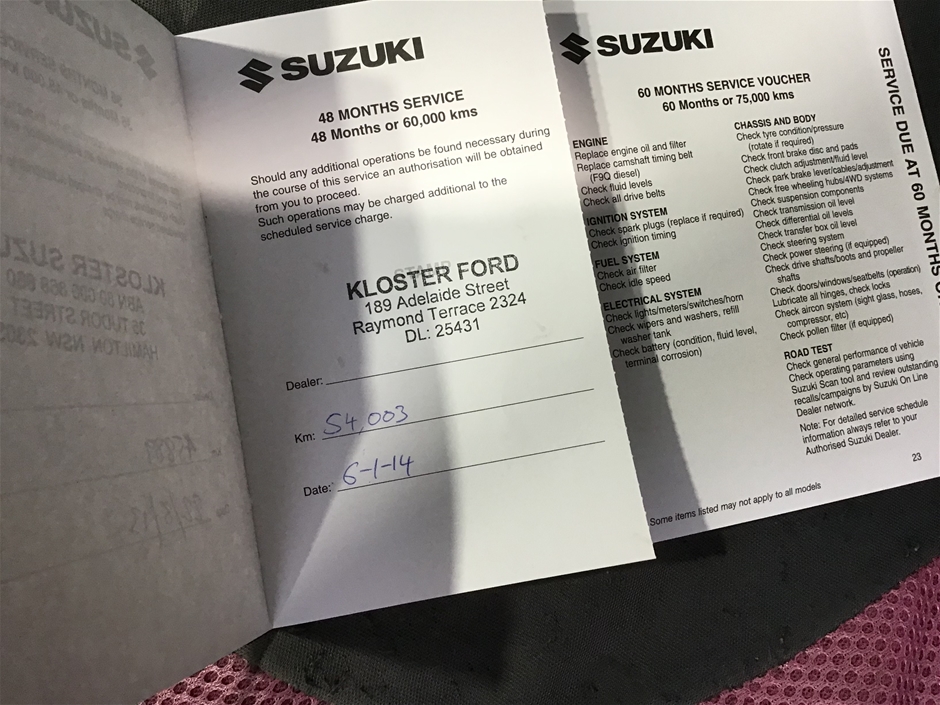 SUZUKI
48 MONTHS SERVICE
48 Months or 60,000 kms
Should any additional operations be found necessary during
the course of this service an authorisation will be obtained
from you to proceed.
Such operations may be charged additional to the
scheduled service charge.
KLOSTER FORD
189 Adelaide Street
Raymond Terrace 2324
DL: 25431
Dealer:
Km: 54,003
Date: 6-1-14
SUZUKI
60 MONTHS SERVICE VOUCHER
60 Months or 75,000 kms
ENGINE
Replace engine oil and filter
Replace camshaft timing belt
(F9Q diesel)
Check fluid levels
Check all drive belts
IGNITION SYSTEM
Check spark plugs (replace if required)
Check ignition timing
FUEL SYSTEM
Check air filter
Check idle speed
ELECTRICAL SYSTEM
Check lights/meters/switches/horn
Check wipers and washers, refill
washer tank
Check battery (condition, fluid level,
terminal corrosion)
CHASSIS AND BODY
Check tyre condition/pressure
(rotate if required)
Check front brake disc and pads
Check clutch adjustment/fluid level
Check park brake lever/cables/adjustment
Check free wheeling hubs/4WD systems
Check suspension components
Check transmission oil level
Check differential oil levels
Check transfer box oil level
Check steering system
Check power steering (if equipped)
Check drive shafts/boots and propeller
shafts
Check doors/windows/seatbelts (operation)
Lubricate all hinges, check locks
Check aircon system (sight glass, hoses,
compressor, etc)
Check pollen filter (if equipped)
ROAD TEST
Check general performance of vehicle
Check operating parameters using
Suzuki Scan tool and review outstanding
recalls/campaigns by Suzuki On Line
Dealer network.
Note: For detailed service schedule
information always refer to your
Authorised Suzuki Dealer.
23
Some items listed may not apply to all models
SERVICE DUE AT 60 MONTHS
KLOSTER SUZU
TUDOR STREET
HAMILTON NSW